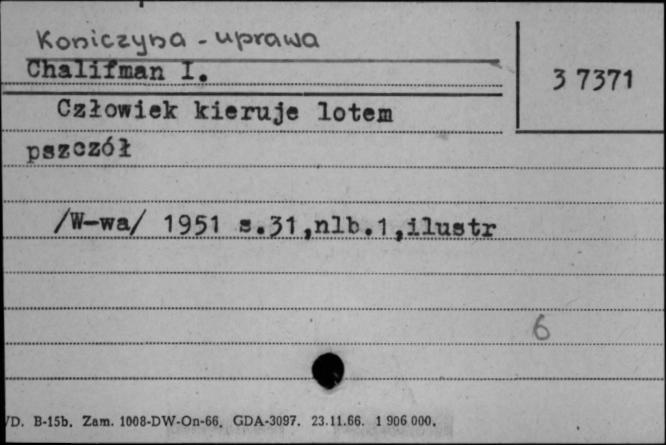 Koniczyna - uprawa
Chalifman I.
3 7371
Człowiek kieruje lotem
pszczół
/W-wa/ 1951 s.31,nlb.1,ilustr
6
D. B-15b. Zam. 1008-DW-On-66. GDA-3097. 23.11.66. 1 906 000.